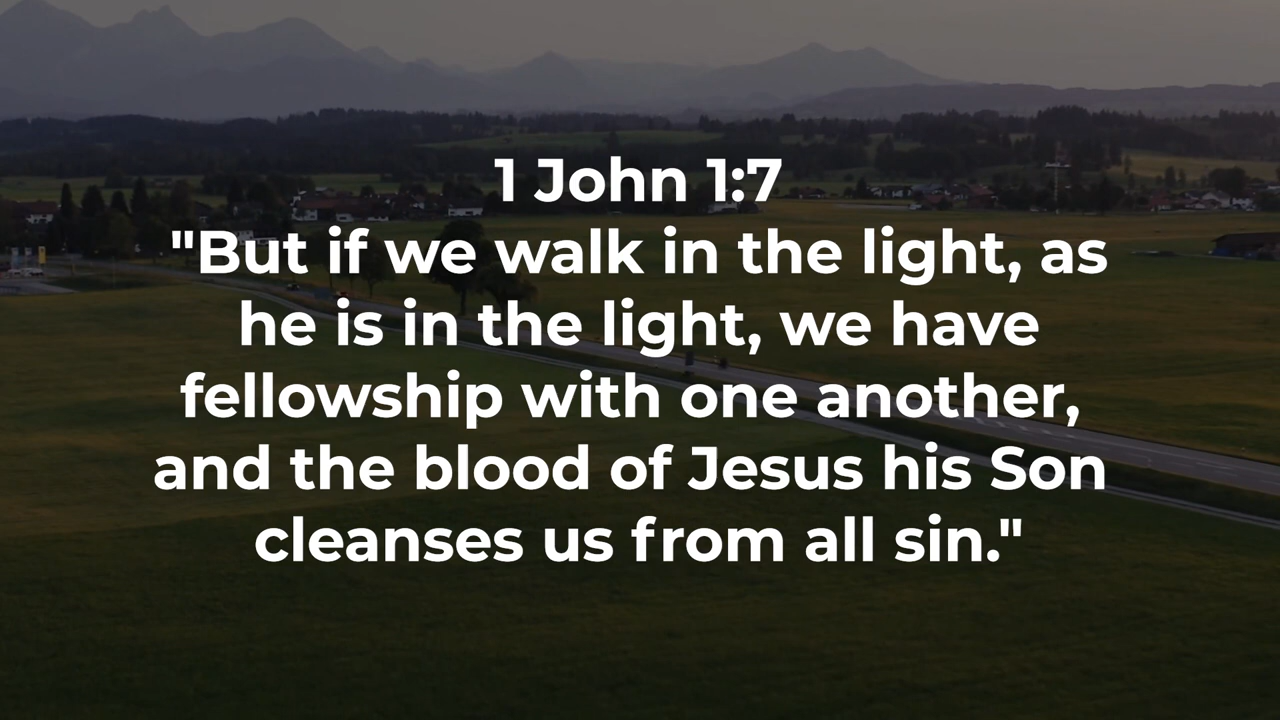 1 John 1:7
"But if we walk in the light, as
he is in the light, we have
fellowship with one another,
and the blood of Jesus his Son
cleanses us from all sin."